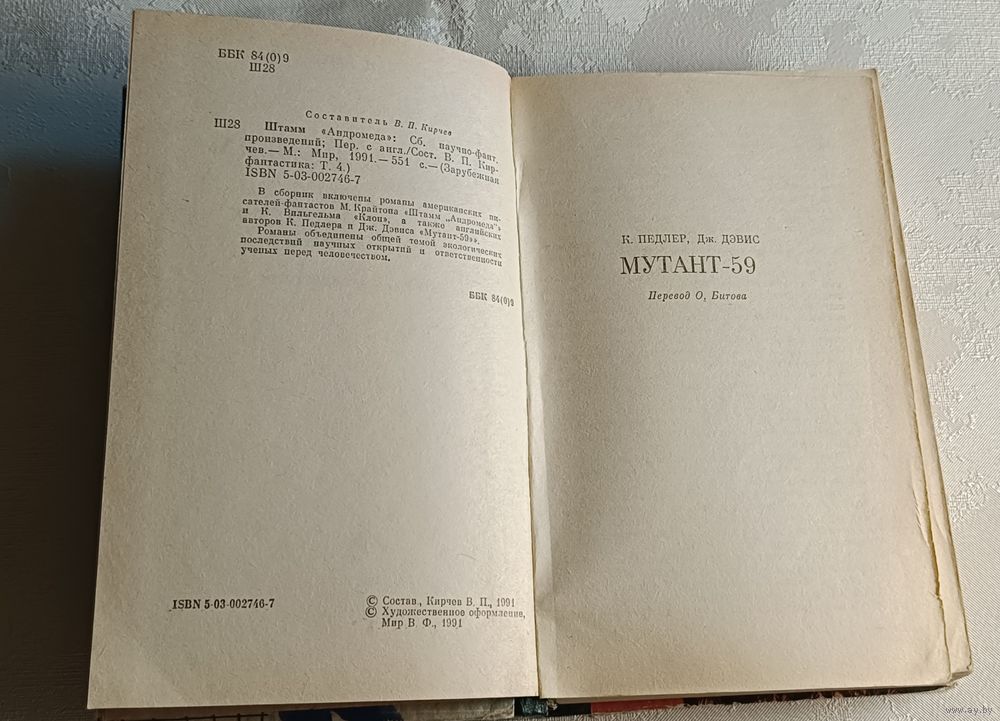 ББК 84(0)9
Ш28
Составитель В. П. Кирчев
Ш28 Штамм «Андромеда»: Сб. научно-фант.
произведений; Пер. с англ./Сост. В. П. Кир-
чев.— М.: Мир, 1991.— 551 с.— (Зарубежная
фантастика: Т. 4.)
ISBN 5-03-002746-7
В сборник включены романы американских пи-
сателей-фантастов М. Крайтона «Штамм „Андромеда"
и К. Вильгельма «Клон», а также английских
авторов К. Педлера и Дж. Дэвиса «Мутант-59».
Романы объединены общей темой экологических
последствий научных открытий и ответственности
ученых перед человечеством.
ББК 84(0)9
ISBN 5-03-002746-7
© Состав., Кирчев В. П., 1991
© Художественное оформление,
Мир В. Ф., 1991
К. ПЕДЛЕР, Дж. ДЭВИС
МУТАНТ-59
Перевод О. Битова
www.ay.by